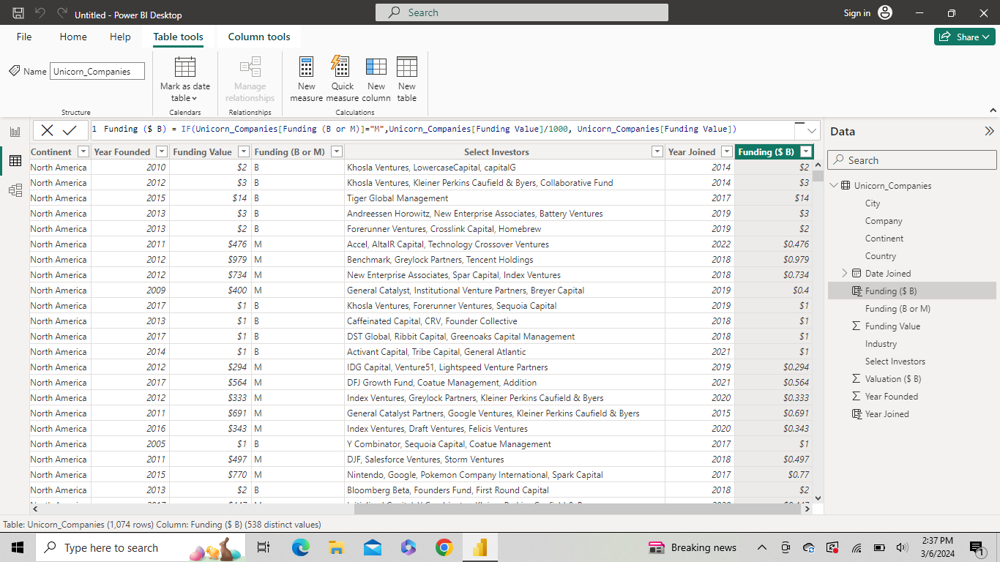 Untitled - Power BI Desktop
Search
Sign in
File Home Help Table tools Column tools
Share
Name Unicorn_Companies
Mark as date table
Manage relationships
New measure
Quick measure
New column
New table
Structure Calendars Relationships Calculations
1 Funding ($ B) = IF(Unicorn_Companies[Funding (B or M)]="M",Unicorn_Companies[Funding Value]/1000, Unicorn_Companies[Funding Value])
Continent Year Founded Funding Value Funding (B or M) Select Investors Year Joined Funding ($ B)
North America 2010 $2 B Khosla Ventures, LowercaseCapital, capitalG 2014 $2
North America 2012 $3 B Khosla Ventures, Kleiner Perkins Caufield & Byers, Collaborative Fund 2014 $3
North America 2015 $14 B Tiger Global Management 2017 $14
North America 2013 $3 B Andreessen Horowitz, New Enterprise Associates, Battery Ventures 2019 $3
North America 2013 $2 B Forerunner Ventures, Crosslink Capital, Homebrew 2019 $2
North America 2011 $476 M Accel, AltaIR Capital, Technology Crossover Ventures 2022 $0.476
North America 2012 $979 M Benchmark, Greylock Partners, Tencent Holdings 2018 $0.979
North America 2012 $734 M New Enterprise Associates, Spar Capital, Index Ventures 2018 $0.734
North America 2009 $400 M General Catalyst, Institutional Venture Partners, Breyer Capital 2019 $0.4
North America 2017 $1 B Khosla Ventures, Forerunner Ventures, Sequoia Capital 2019 $1
North America 2013 $1 B Caffeinated Capital, CRV, Founder Collective 2018 $1
North America 2017 $1 B DST Global, Ribbit Capital, Greenoaks Capital Management 2018 $1
North America 2014 $1 B Activant Capital, Tribe Capital, General Atlantic 2021 $1
North America 2012 $294 M IDG Capital, Venture51, Lightspeed Venture Partners 2019 $0.294
North America 2017 $564 M DFJ Growth Fund, Coatue Management, Addition 2021 $0.564
North America 2012 $333 M Index Ventures, Greylock Partners, Kleiner Perkins Caufield & Byers 2020 $0.333
North America 2011 $691 M General Catalyst Partners, Google Ventures, Kleiner Perkins Caufield & Byers 2015 $0.691
North America 2016 $343 M Index Ventures, Draft Ventures, Felicis Ventures 2020 $0.343
North America 2005 $1 B Y Combinator, Sequoia Capital, Coatue Management 2017 $1
North America 2011 $497 M DJF, Salesforce Ventures, Storm Ventures 2018 $0.497
North America 2015 $770 M Nintendo, Google, Pokemon Company International, Spark Capital 2017 $0.77
North America 2013 $2 B Bloomberg Beta, Founders Fund, First Round Capital 2018 $2
Data
Search
Unicorn_Companies
City
Company
Continent
Country
Date Joined
Funding ($ B)
Funding (B or M)
Funding Value
Industry
Select Investors
Valuation ($ B)
Year Founded
Year Joined
Table: Unicorn_Companies (1,074 rows) Column: Funding ($ B) (538 distinct values)
Type here to search
Breaking news
2:37 PM
3/6/2024
1